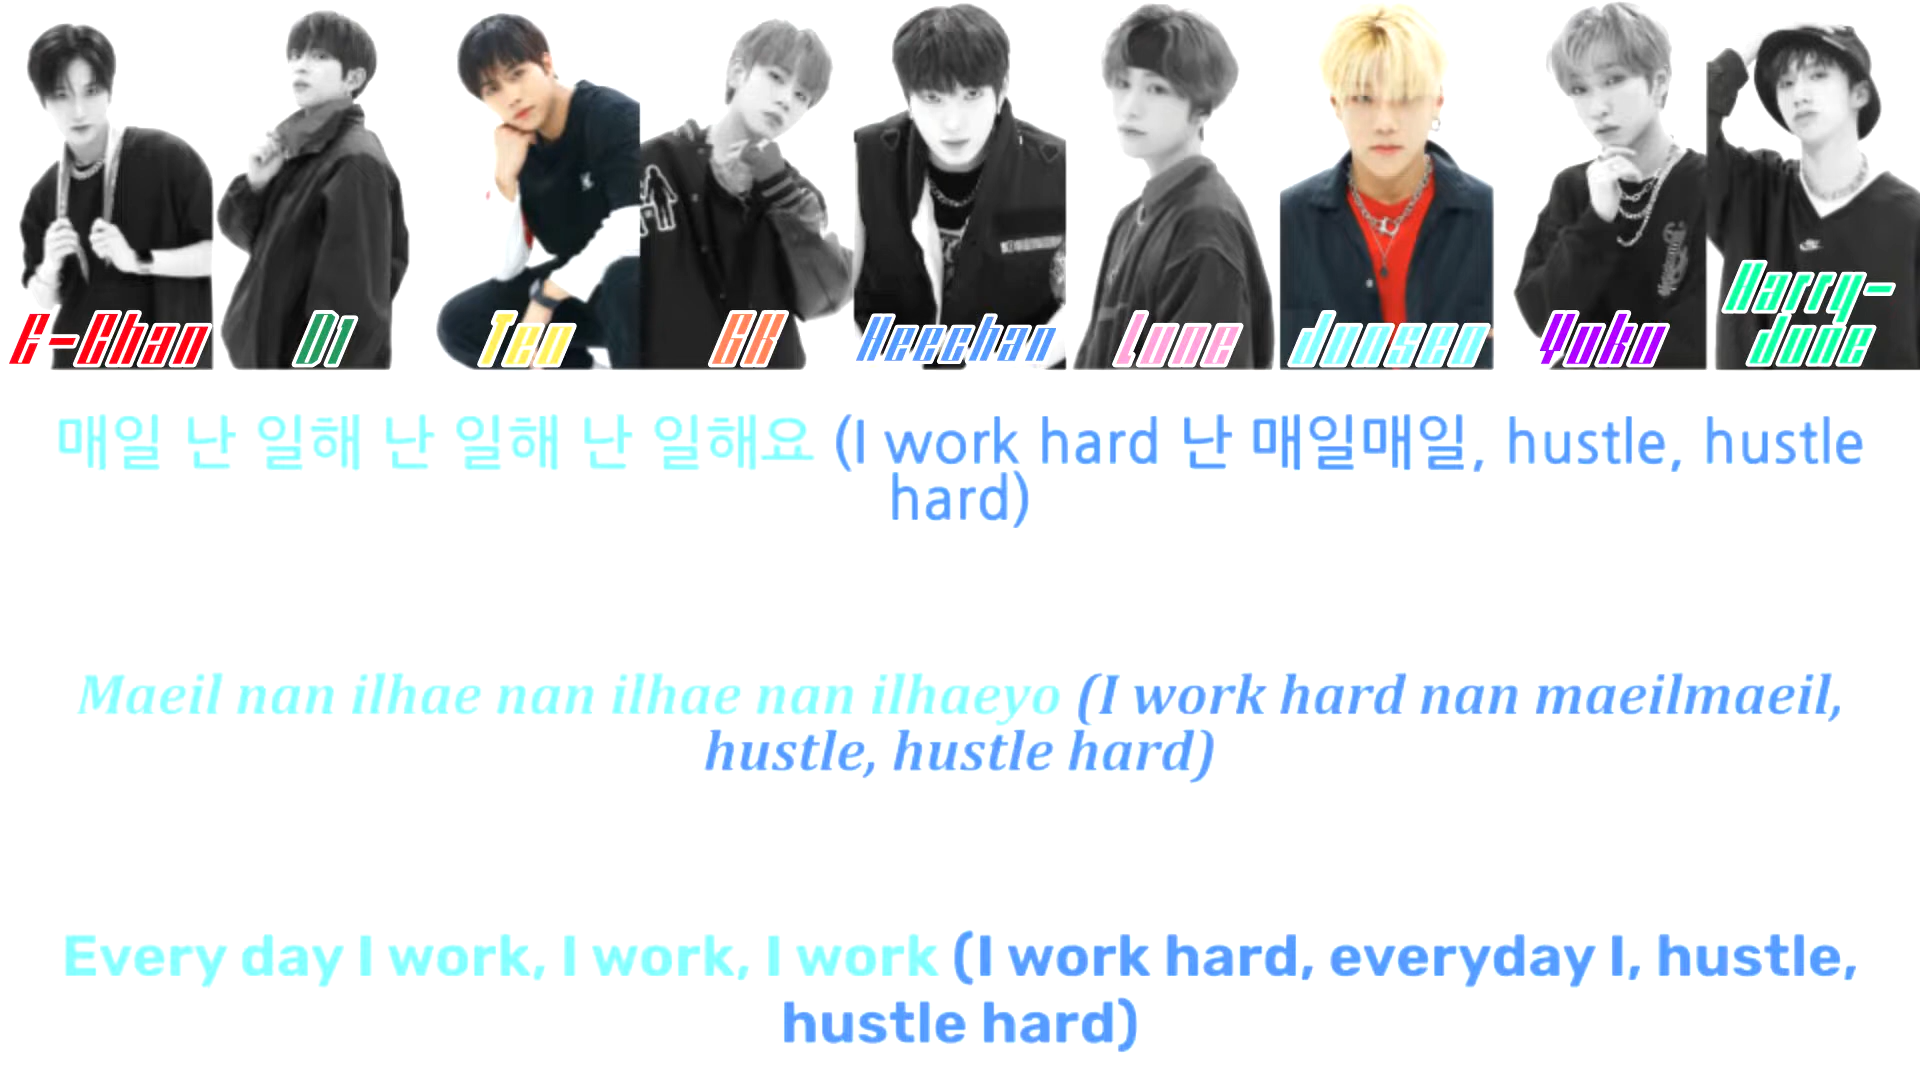 E-Chan D1 Ten GK Heechan Lune Junseo Yuku Harry-
June
매일 난 일해 난 일해 난 일해요 (I work hard 난 매일매일, hustle, hustle
hard)
Maeil nan ilhae nan ilhae nan ilhaeyo (I work hard nan maeilmaeil,
hustle, hustle hard)
Every day I work, I work, I work (I work hard, everyday I, hustle,
hustle hard)